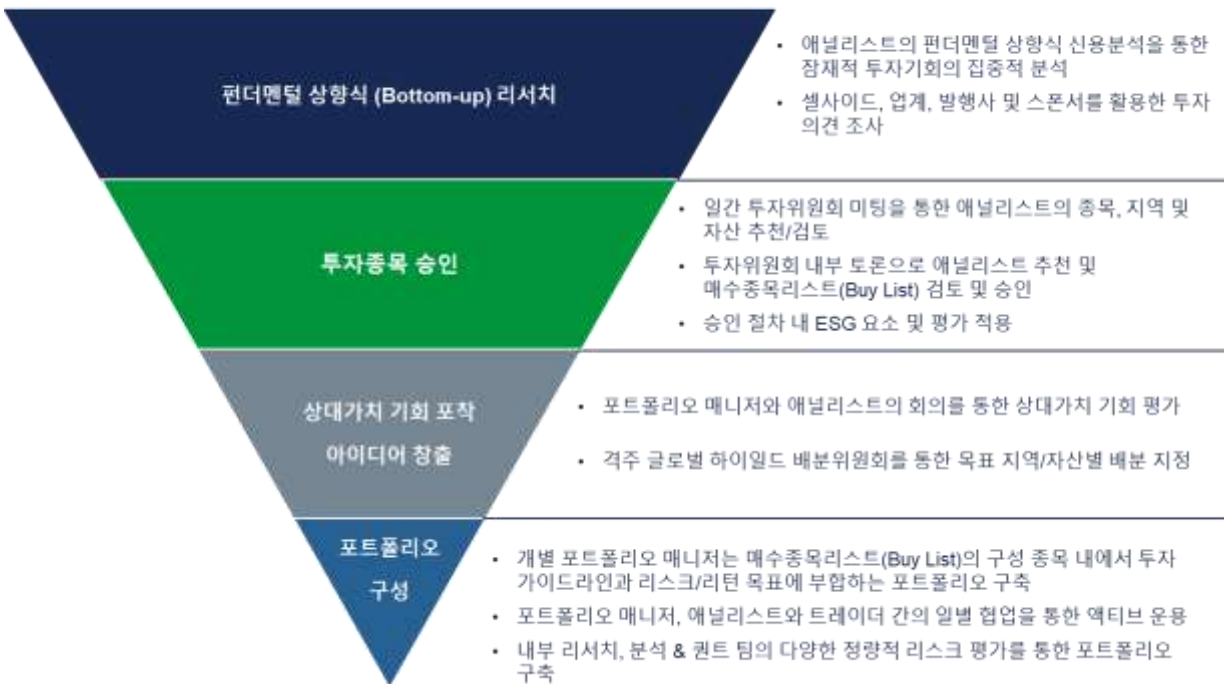 펀더멘털 상향식 (Bottom-up) 리서치
• 애널리스트의 펀더멘털 상향식 신용분석을 통한
잠재적 투자기회의 집중적 분석
• 셀사이드, 업계, 발행사 및 스폰서를 활용한 투자
의견 조사
투자종목 승인
• 일간 투자위원회 미팅을 통한 애널리스트의 종목, 지역 및
자산 추천/검토
• 투자위원회 내부 토론으로 애널리스트 추천 및
매수종목리스트(Buy List) 검토 및 승인
• 승인 절차 내 ESG 요소 및 평가 적용
상대가치 기회 포착
아이디어 창출
• 포트폴리오 매니저와 애널리스트의 회의를 통한 상대가치 기회 평가
• 격주 글로벌 하이일드 배분위원회를 통한 목표 지역/자산별 배분 지정
포트폴리오
구성
• 개별 포트폴리오 매니저는 매수종목리스트(Buy List)의 구성 종목 내에서 투자
가이드라인과 리스크/리턴 목표에 부합하는 포트폴리오 구축
• 포트폴리오 매니저, 애널리스트와 트레이더 간의 일별 협업을 통한 액티브 운용
• 내부 리서치, 분석 & 퀀트 팀의 다양한 정량적 리스크 평가를 통한 포트폴리오
구축